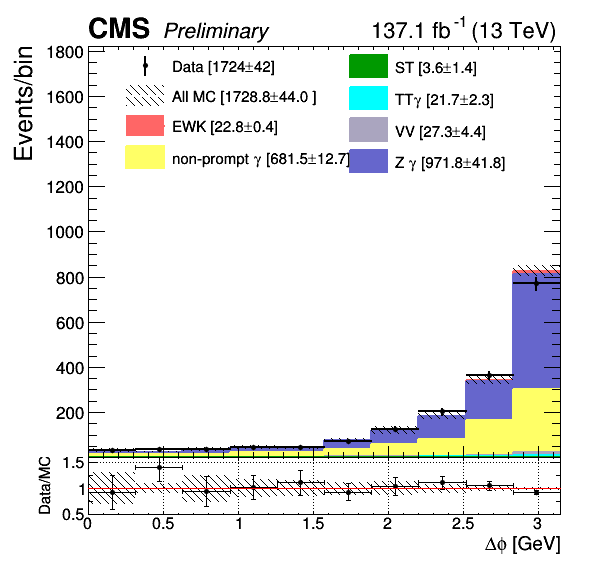 CMS Preliminary 137.1 fb⁻¹ (13 TeV)
Events/bin
1800
1600
1400
1200
1000
800
600
400
200
Data [1724±42]
All MC [1728.8±44.0 ]
EWK [22.8±0.4]
non-prompt γ [681.5±12.7]
ST [3.6±1.4]
TTγ [21.7±2.3]
VV [27.3±4.4]
Z γ [971.8±41.8]
Data/MC
1.5
1
0.5
0 0.5 1 1.5 2 2.5 3
Δϕ [GeV]